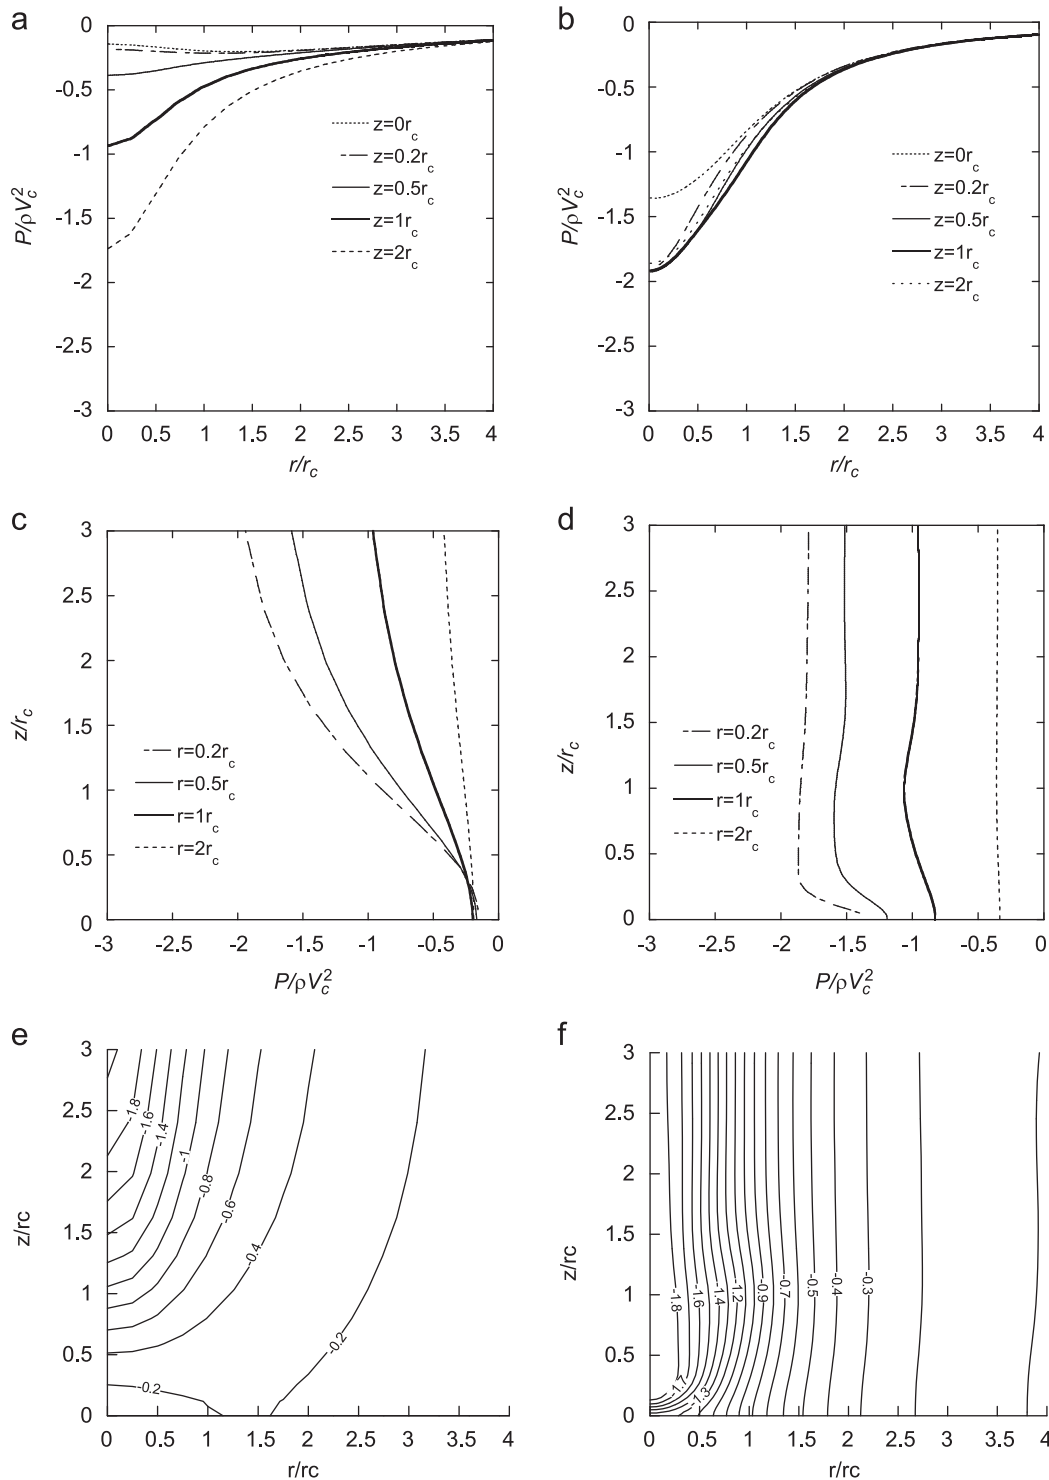 a
0
-0.5
-1
-1.5
-2
-2.5
-3
P/ρV_c^2
z=0r_c
z=0.2r_c
z=0.5r_c
z=1r_c
z=2r_c
0 0.5 1 1.5 2 2.5 3 3.5 4
r/r_c
b
0
-0.5
-1
-1.5
-2
-2.5
-3
P/ρV_c^2
z=0r_c
z=0.2r_c
z=0.5r_c
z=1r_c
z=2r_c
0 0.5 1 1.5 2 2.5 3 3.5 4
r/r_c
c
3
2.5
2
1.5
1
0.5
0
z/r_c
r=0.2r_c
r=0.5r_c
r=1r_c
r=2r_c
-3 -2.5 -2 -1.5 -1 -0.5 0
P/ρV_c^2
d
3
2.5
2
1.5
1
0.5
0
z/r_c
r=0.2r_c
r=0.5r_c
r=1r_c
r=2r_c
-3 -2.5 -2 -1.5 -1 -0.5 0
P/ρV_c^2
e
3
2.5
2
1.5
1
0.5
0
z/rc
-1.8
-1.6
-1.4
-1
-0.8
-0.6
-0.4
-0.2
-0.2
0 0.5 1 1.5 2 2.5 3 3.5 4
r/rc
f
3
2.5
2
1.5
1
0.5
0
z/rc
-1.8
-1.6
-1.4
-1.2
-0.9
-0.7
-0.5
-0.4
-0.3
-1.7
-1.3
0 0.5 1 1.5 2 2.5 3 3.5 4
r/rc